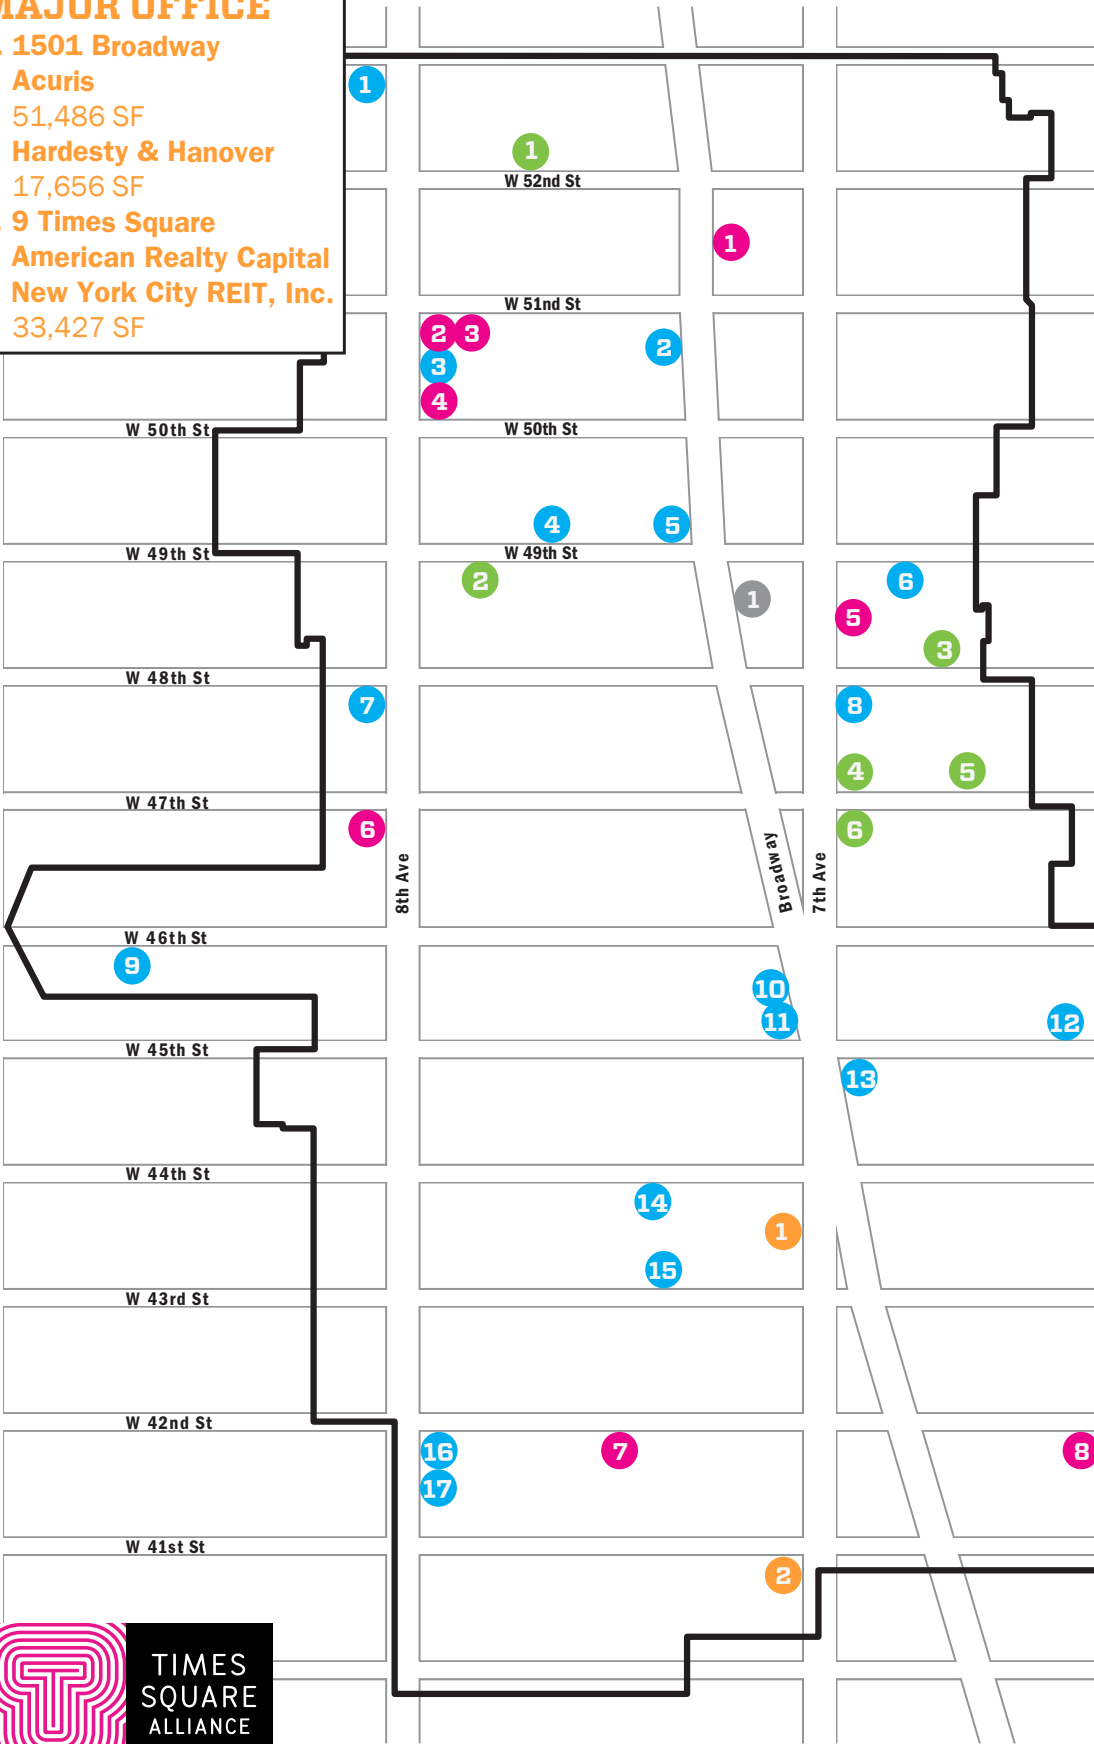 MAJOR OFFICE
. 1501 Broadway
Acuris
51,486 SF
Hardesty & Hanover
17,656 SF
. 9 Times Square
American Realty Capital
New York City REIT, Inc.
33,427 SF
1
1
W 52nd St
1
W 51st St
2 3
2
3
4
W 50th St
W 50th St
4
5
W 49th St
W 49th St
2
6
1
5
3
W 48th St
7
8
4
5
W 47th St
6
6
8th Ave
Broadway
7th Ave
W 46th St
9
10
11
12
W 45th St
13
W 44th St
14
1
15
W 43rd St
W 42nd St
16
7
8
17
W 41st St
2
TIMES
SQUARE
ALLIANCE